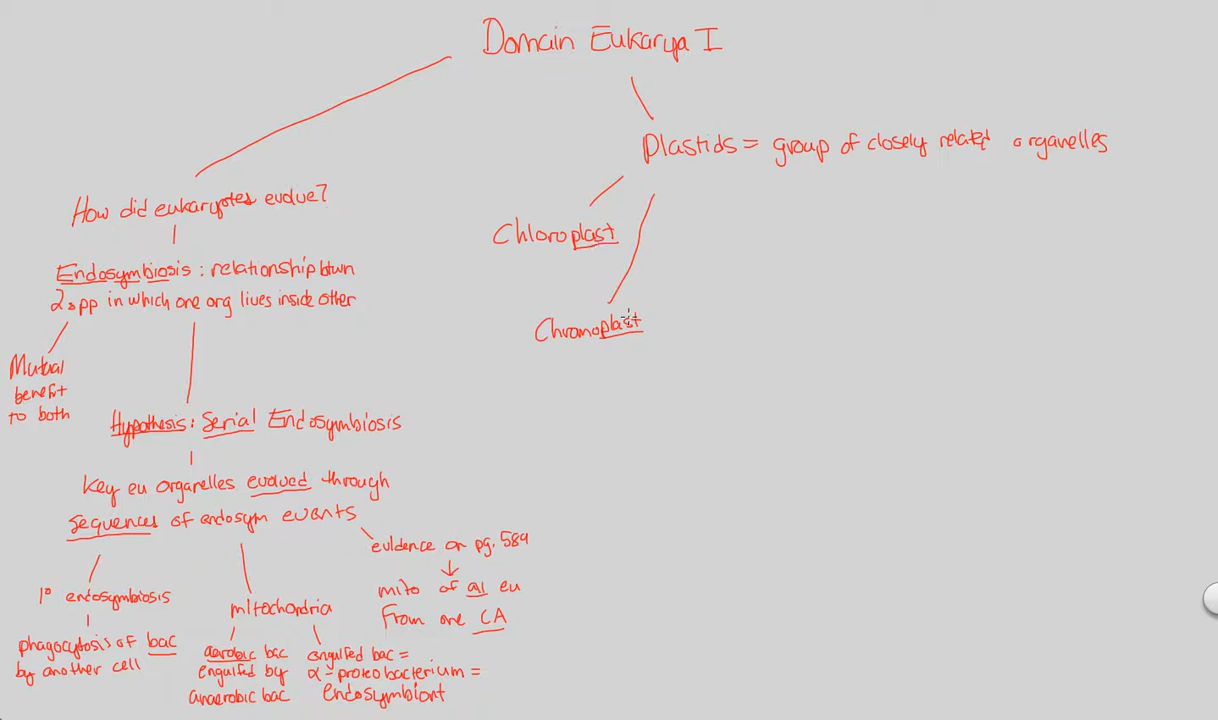 Domain Eukarya I
Plastids = group of closely related organelles
Chloroplast
Chromoplast
How did eukaryotes evolve?
Endosymbiosis : relationship btwn
2 spp in which one org lives inside other
Mutual
benefit
to both
Hypothesis : Serial Endosymbiosis
Key eu organelles evolved through
sequences of endosym events
1° endosymbiosis
phagocytosis of bac
by another cell
mitochondria
aerobic bac
engulfed by
anaerobic bac
engulfed bac =
α-proteobacterium =
endosymbiont
evidence on pg. 589
↓
mito of all eu
From one CA